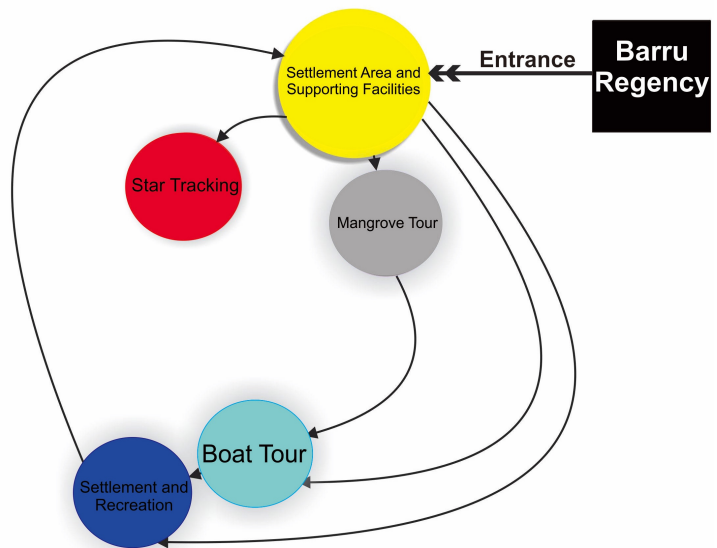 Barru
Regency
Entrance
Settlement Area and
Supporting Facilities
Star Tracking
Mangrove Tour
Boat Tour
Settlement and
Recreation